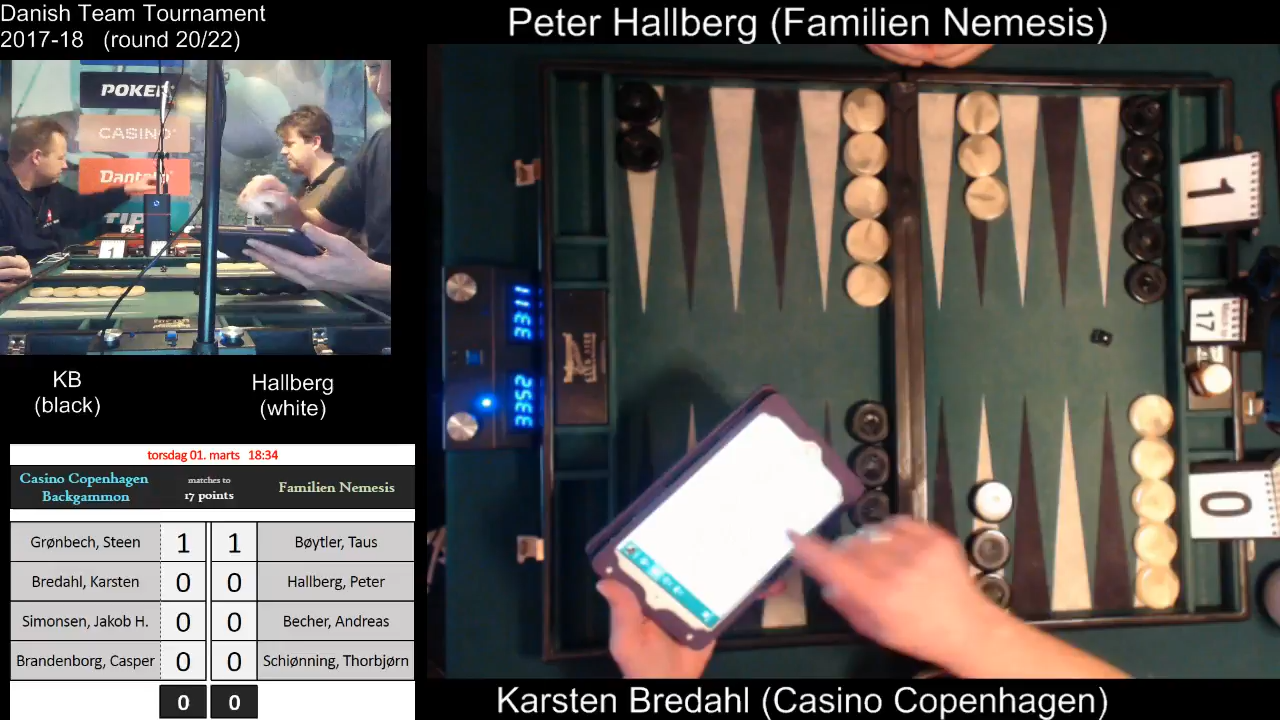 Danish Team Tournament
2017-18 (round 20/22)
Peter Hallberg (Familien Nemesis)
POKER
CASINO
KB
(black)
Hallberg
(white)
torsdag 01. marts 18:34
Casino Copenhagen
Backgammon
matches to
17 points
Familien Nemesis
Grønbech, Steen 1 1 Bøytler, Taus
Bredahl, Karsten 0 0 Hallberg, Peter
Simonsen, Jakob H. 0 0 Becher, Andreas
Brandenborg, Casper 0 0 Schiønning, Thorbjørn
0 0
1
17
0
3311
3352
Karsten Bredahl (Casino Copenhagen)